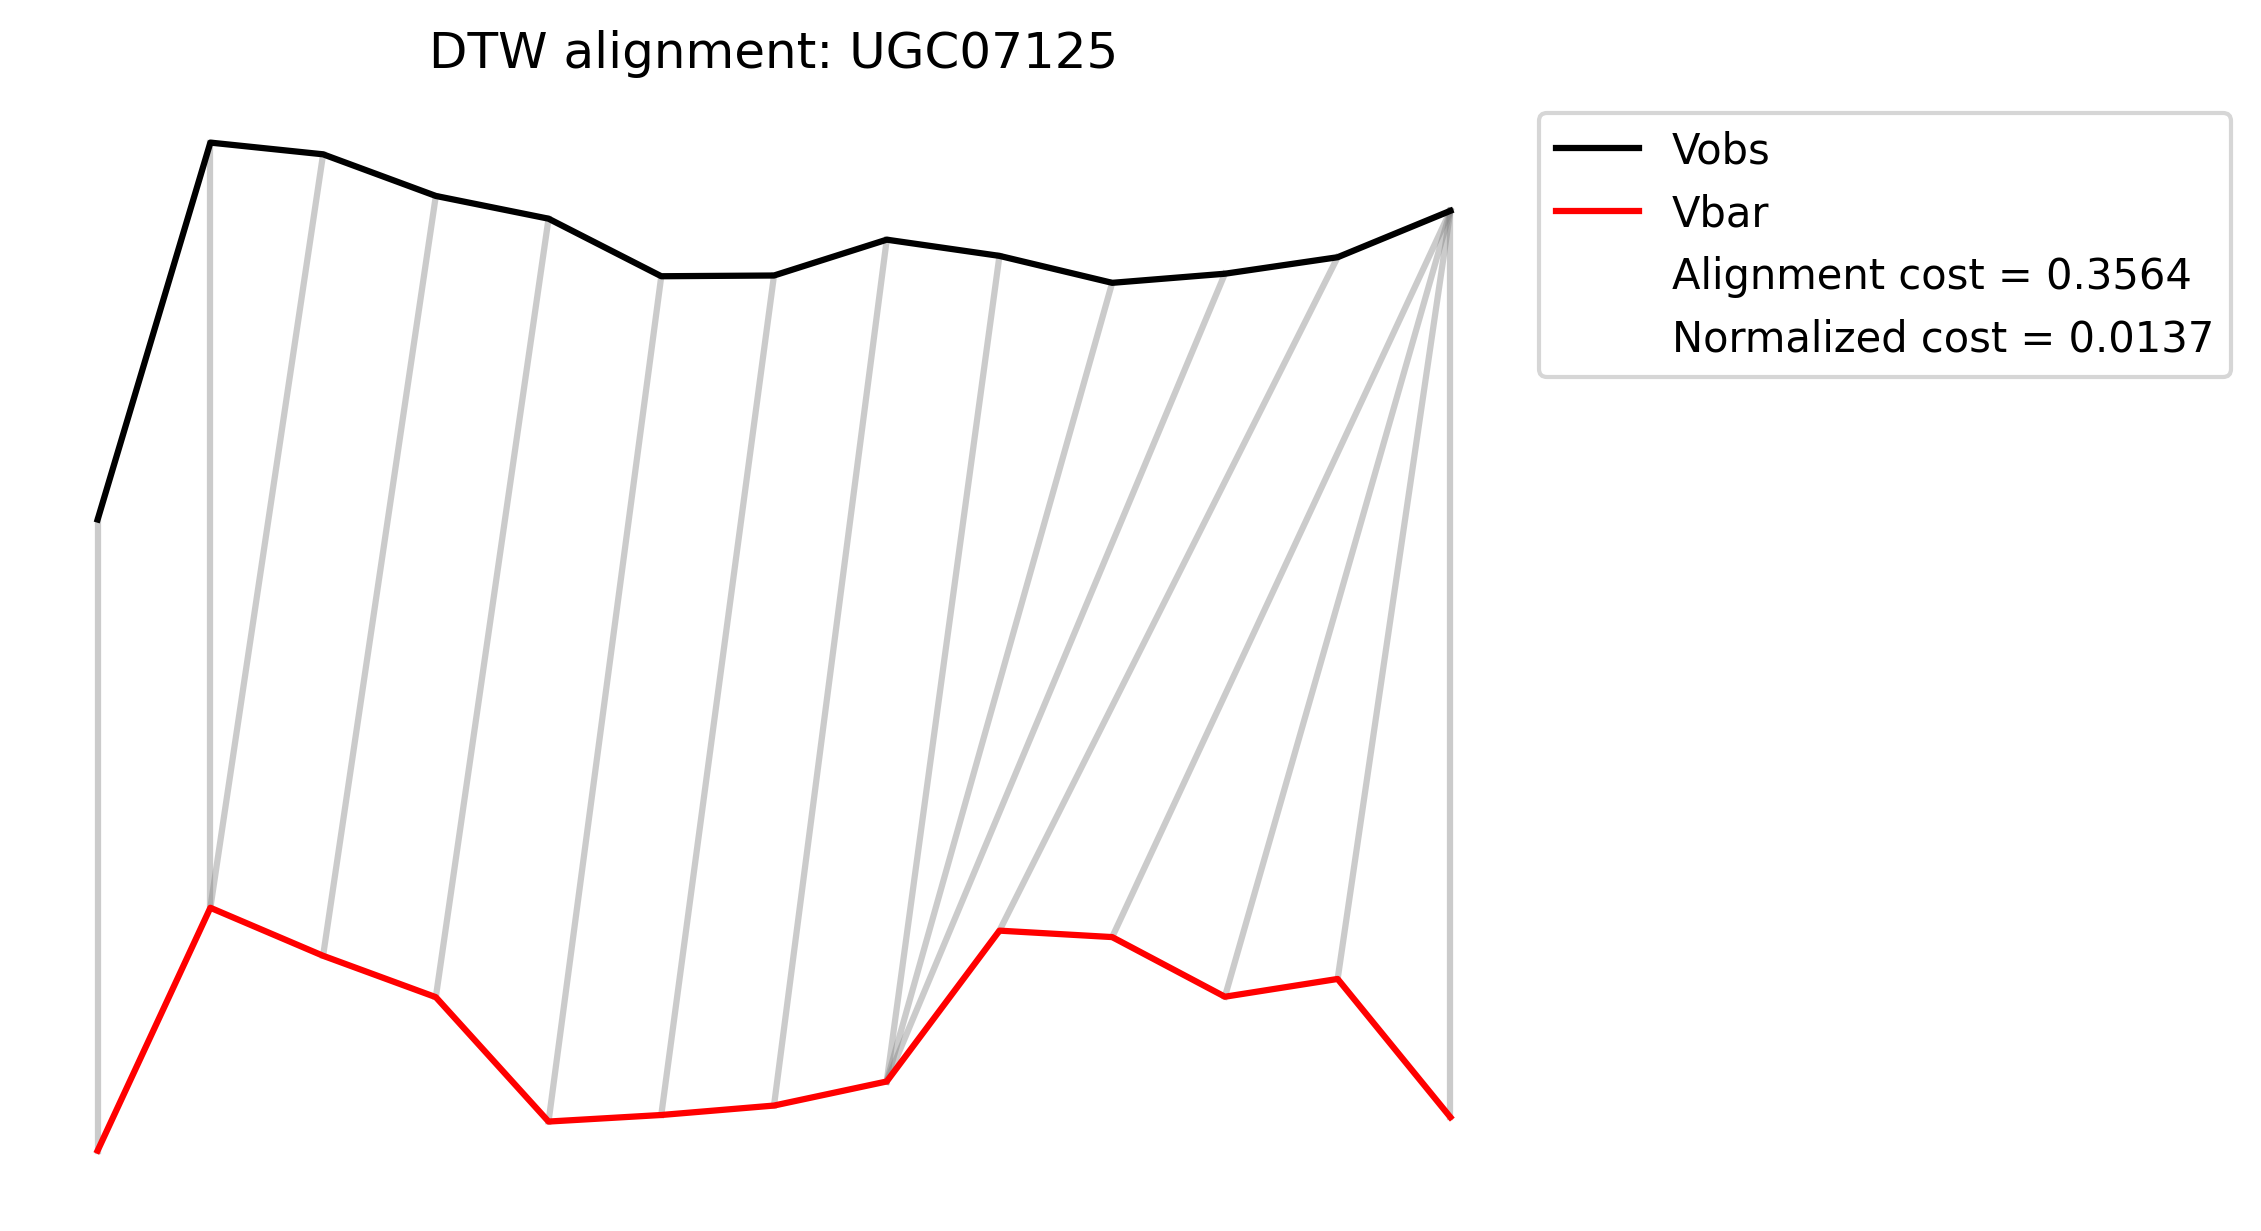 DTW alignment: UGC07125
Vobs
Vbar
Alignment cost = 0.3564
Normalized cost = 0.0137